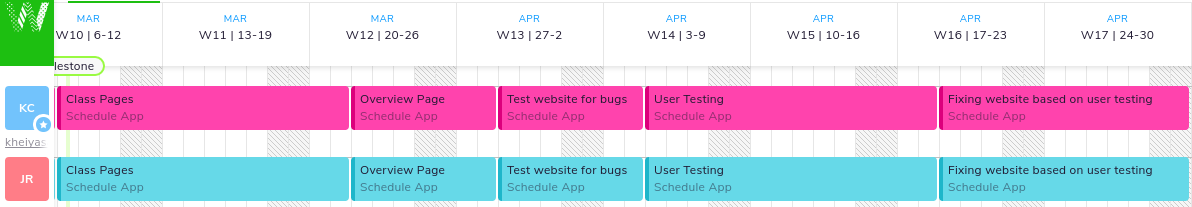 W
MAR MAR MAR APR APR APR APR APR
W10 | 6-12 W11 | 13-19 W12 | 20-26 W13 | 27-2 W14 | 3-9 W15 | 10-16 W16 | 17-23 W17 | 24-30
lestone
KC
Class Pages Overview Page Test website for bugs User Testing Fixing website based on user testing
Schedule App Schedule App Schedule App Schedule App Schedule App
kheiyas
JR
Class Pages Overview Page Test website for bugs User Testing Fixing website based on user testing
Schedule App Schedule App Schedule App Schedule App Schedule App